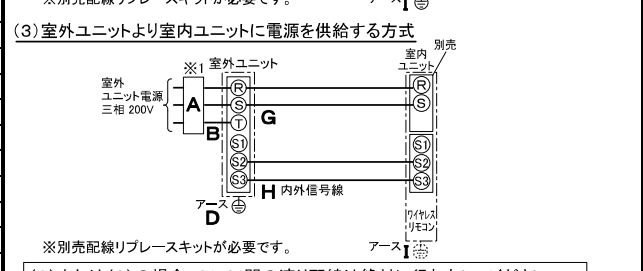 ※別売配線リプレースキットが必要です。
アース I
(3)室外ユニットより室内ユニットに電源を供給する方式
※1 室外ユニット
室内
ユニット
別売
室外
ユニット電源
三相 200V
A
B
R
S
T
S1
S2
S3
G
H 内外信号線
R
S
S1
S2
S3
アース
D
ワイヤレス
リモコン
※別売配線リプレースキットが必要です。
アース I